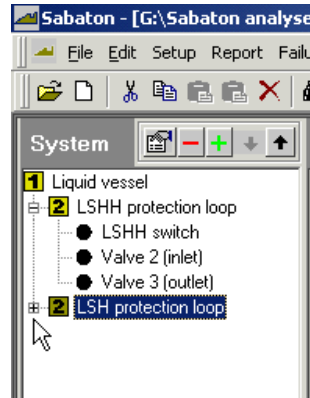 Sabaton - [G:\Sabaton analyse
File Edit Setup Report Failu
System
1 Liquid vessel
2 LSHH protection loop
LSHH switch
Valve 2 (inlet)
Valve 3 (outlet)
2 LSH protection loop